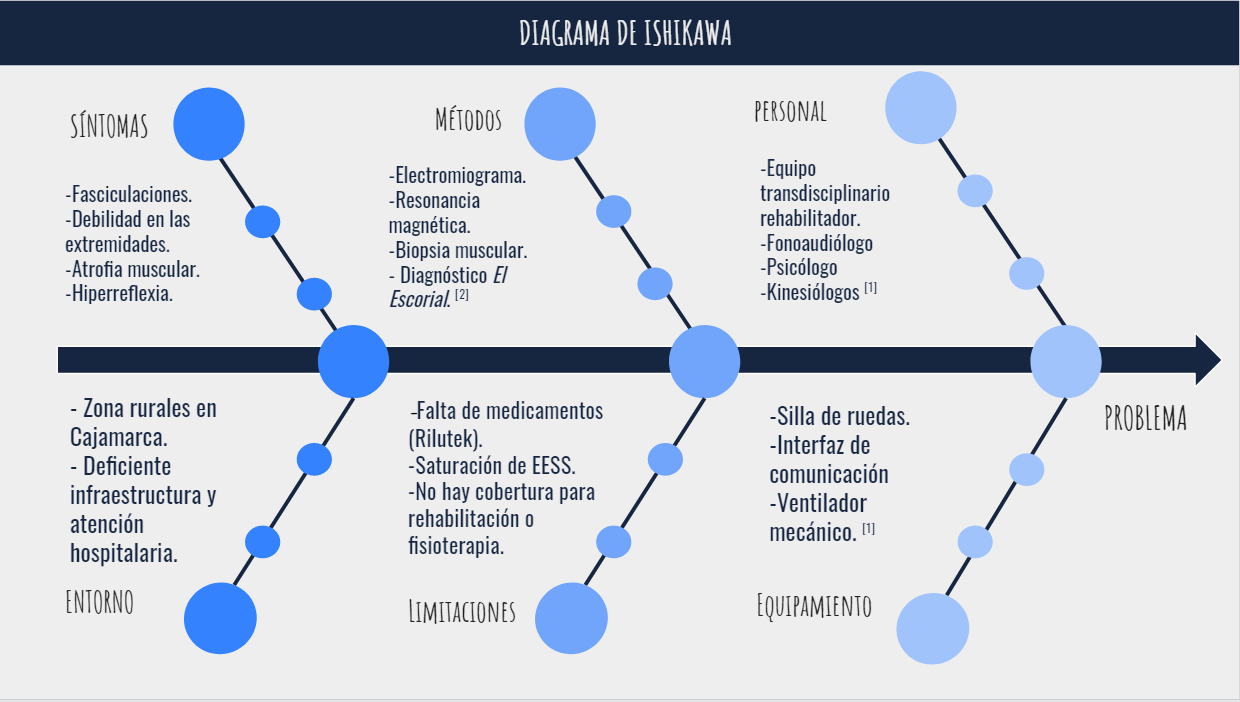 DIAGRAMA DE ISHIKAWA
SÍNTOMAS
-Fasciculaciones.
-Debilidad en las
extremidades.
-Atrofia muscular.
-Hiperreflexia.
MÉTODOS
-Electromiograma.
-Resonancia
magnética.
-Biopsia muscular.
- Diagnóstico El
Escorial. [2]
PERSONAL
-Equipo
transdisciplinario
rehabilitador.
-Fonoaudiólogo
-Psicólogo
-Kinesiólogos [1]
- Zona rurales en
Cajamarca.
- Deficiente
infraestructura y
atención
hospitalaria.
ENTORNO
-Falta de medicamentos
(Rilutek).
-Saturación de EESS.
-No hay cobertura para
rehabilitación o
fisioterapia.
LIMITACIONES
-Silla de ruedas.
-Interfaz de
comunicación
-Ventilador
mecánico. [1]
EQUIPAMIENTO
PROBLEMA